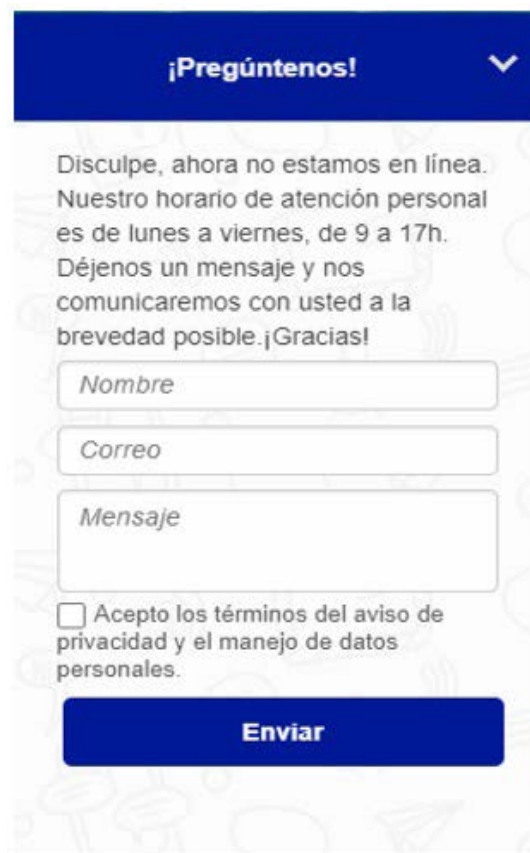 ¡Pregúntenos!
Disculpe, ahora no estamos en línea.
Nuestro horario de atención personal
es de lunes a viernes, de 9 a 17h.
Déjenos un mensaje y nos
comunicaremos con usted a la
brevedad posible.¡Gracias!
Nombre
Correo
Mensaje
Acepto los términos del aviso de
privacidad y el manejo de datos
personales.
Enviar